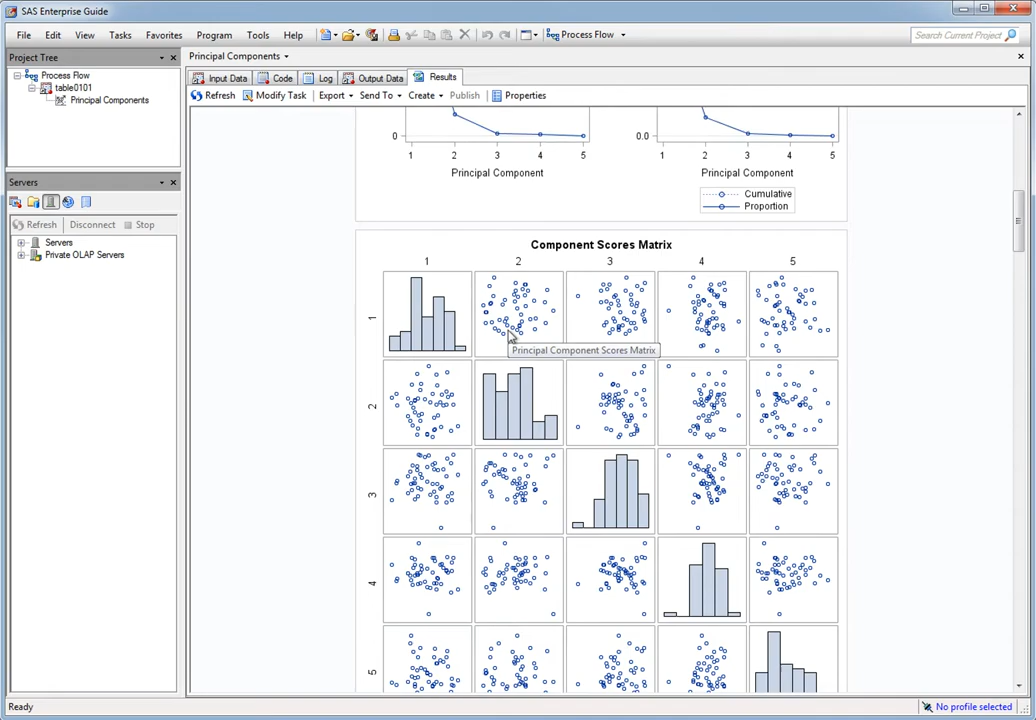 SAS Enterprise Guide
File Edit View Tasks Favorites Program Tools Help Process Flow Search Current Project
Project Tree
Process Flow
table0101
Principal Components
Servers
Refresh Disconnect Stop
Servers
Private OLAP Servers
Principal Components
Input Data Code Log Output Data Results
Refresh Modify Task Export Send To Create Publish Properties
0 0.0
1 2 3 4 5 1 2 3 4 5
Principal Component Principal Component
Cumulative
Proportion
Component Scores Matrix
1 2 3 4 5
1
Principal Component Scores Matrix
2
3
4
5
Ready No profile selected